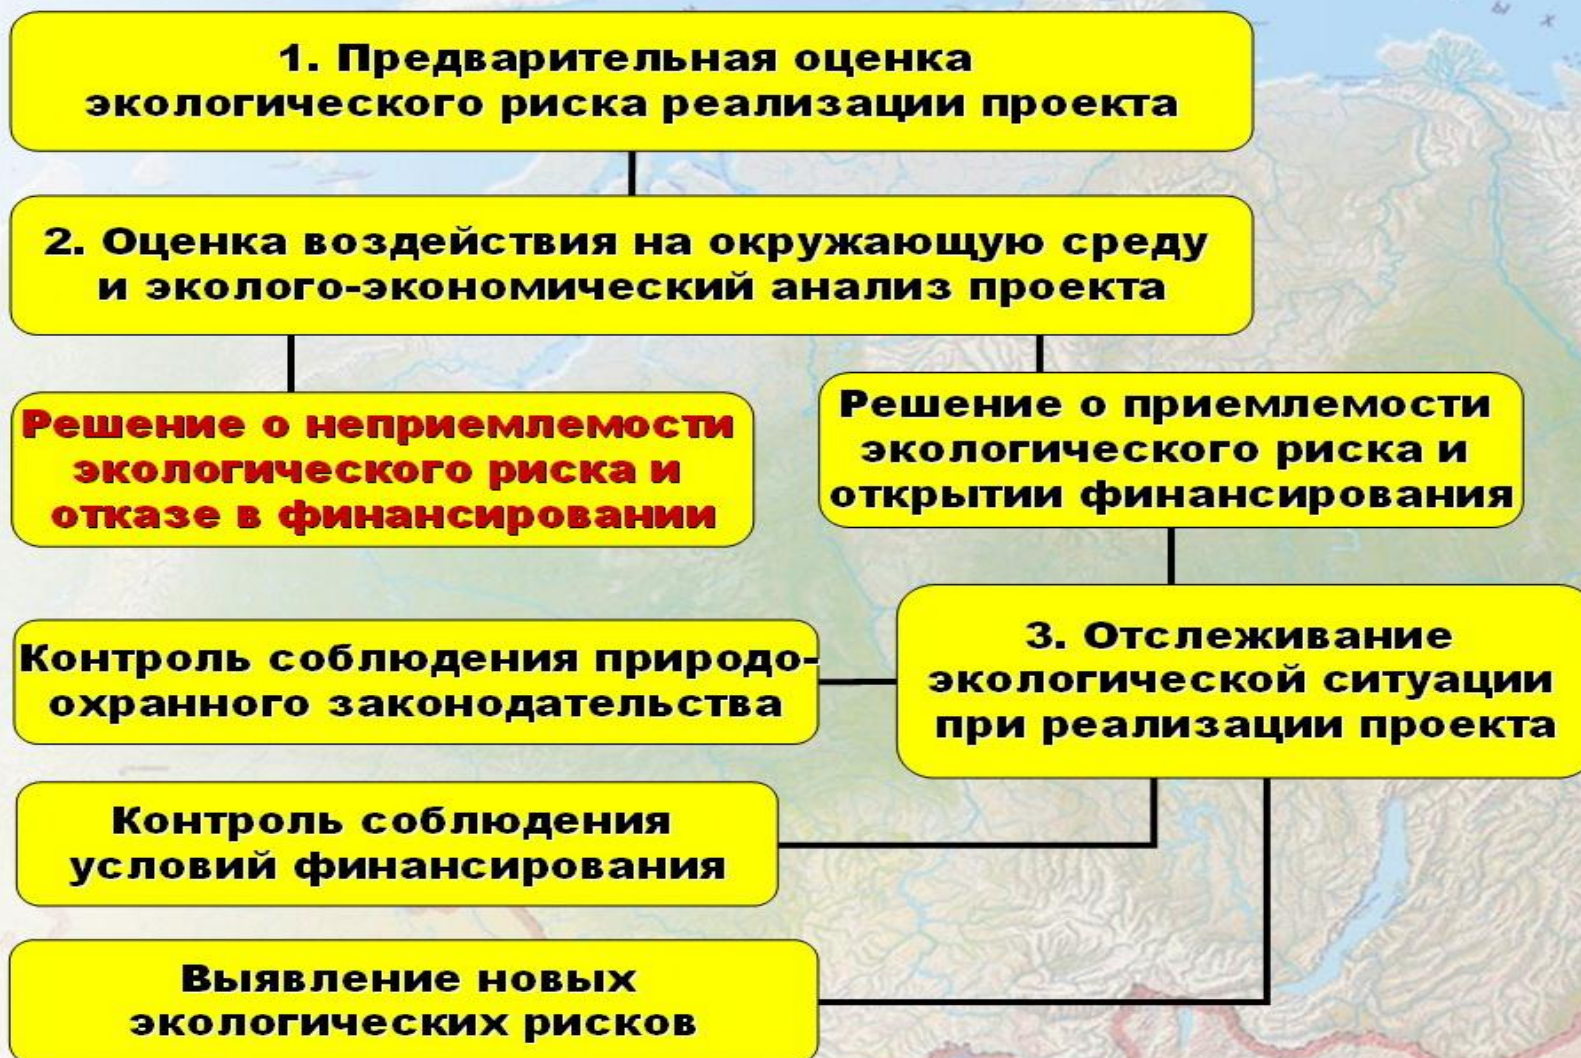 1. Предварительная оценка
экологического риска реализации проекта
2. Оценка воздействия на окружающую среду
и эколого-экономический анализ проекта
Решение о неприемлемости
экологического риска и
отказе в финансировании
Решение о приемлемости
экологического риска и
открытии финансирования
3. Отслеживание
экологической ситуации
при реализации проекта
Контроль соблюдения природо-
охранного законодательства
Контроль соблюдения
условий финансирования
Выявление новых
экологических рисков